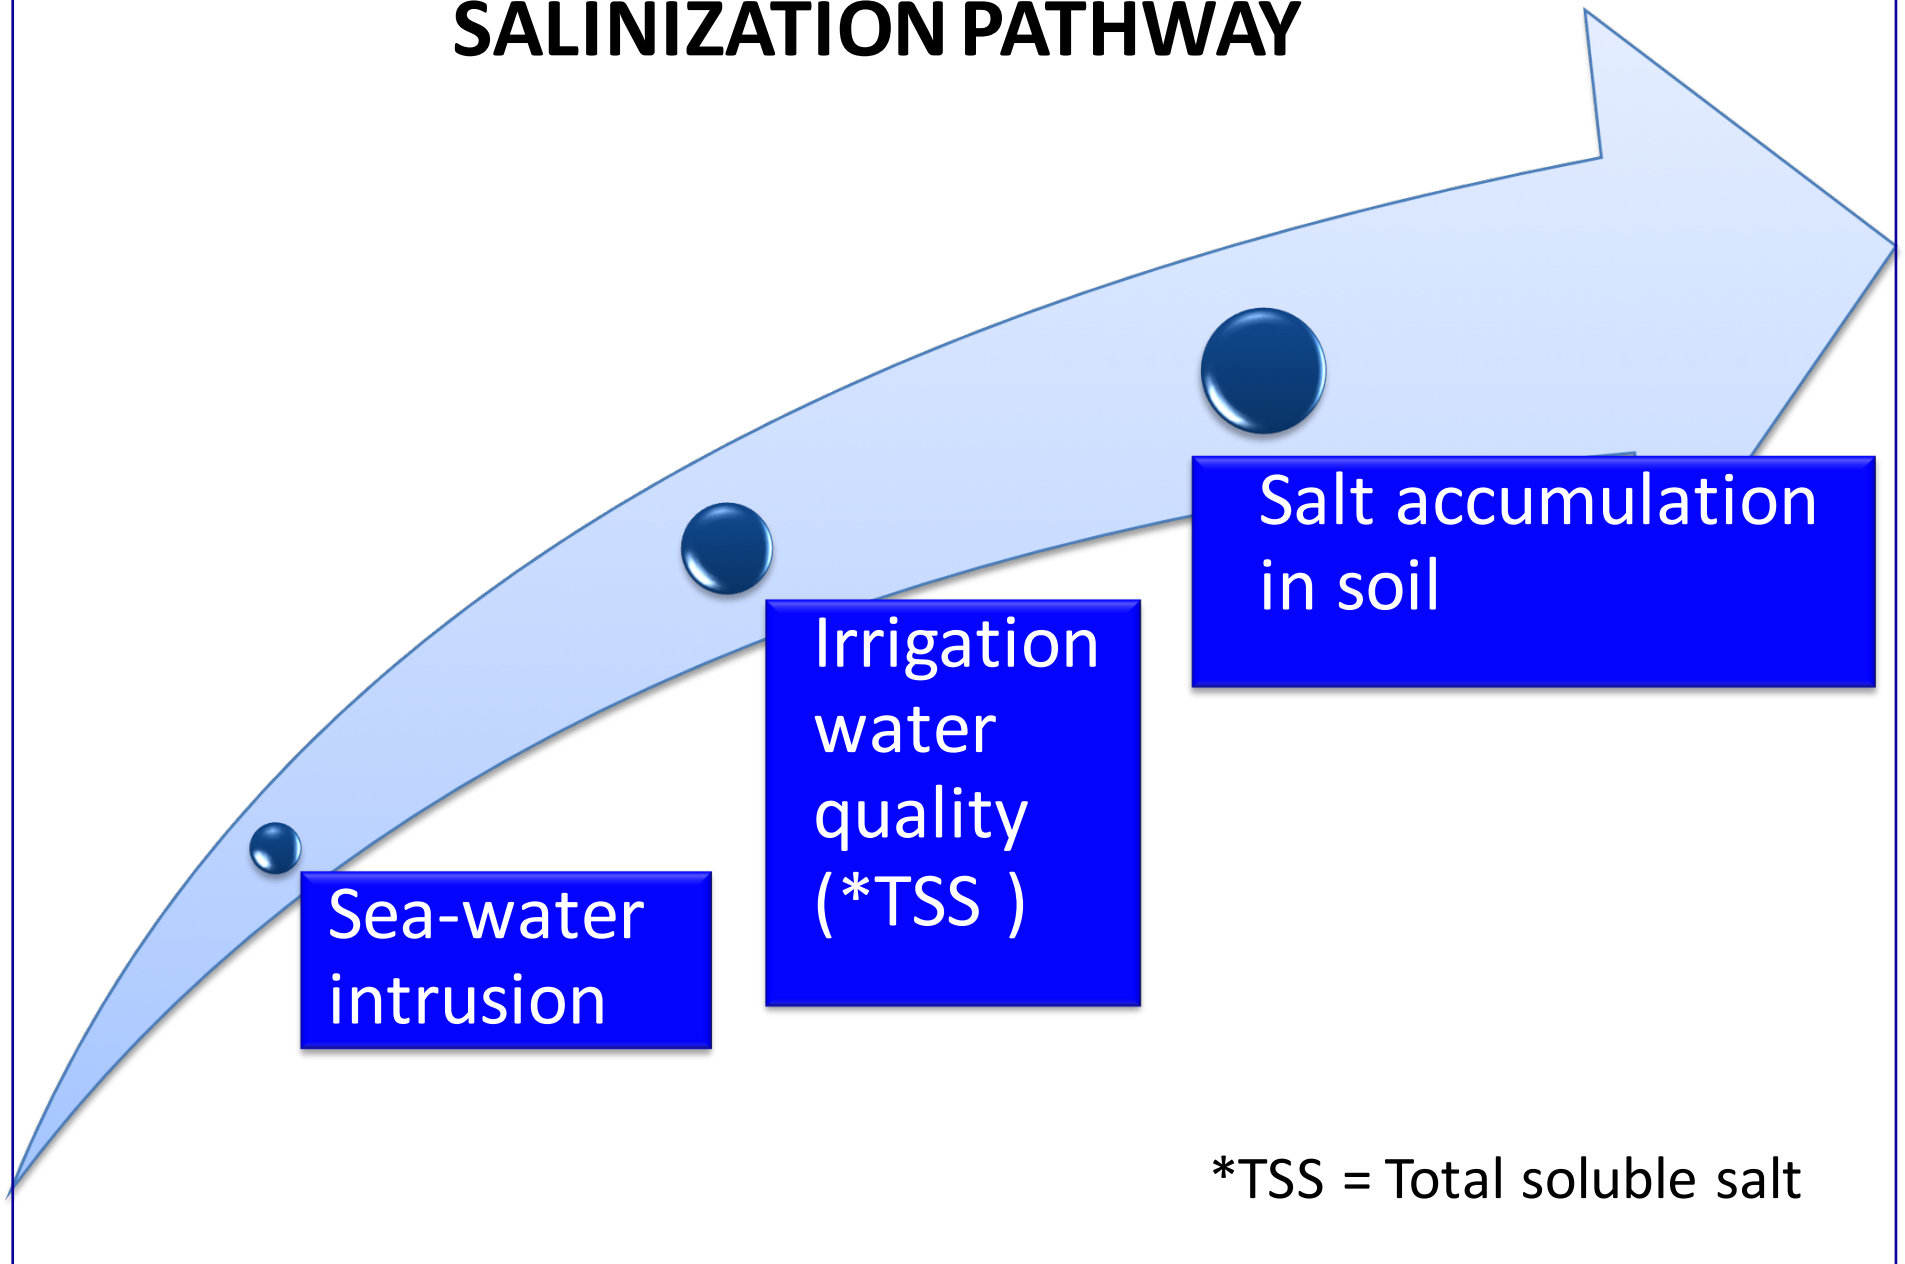 SALINIZATION PATHWAY
Salt accumulation
in soil
Irrigation
water
quality
(*TSS )
Sea-water
intrusion
*TSS = Total soluble salt